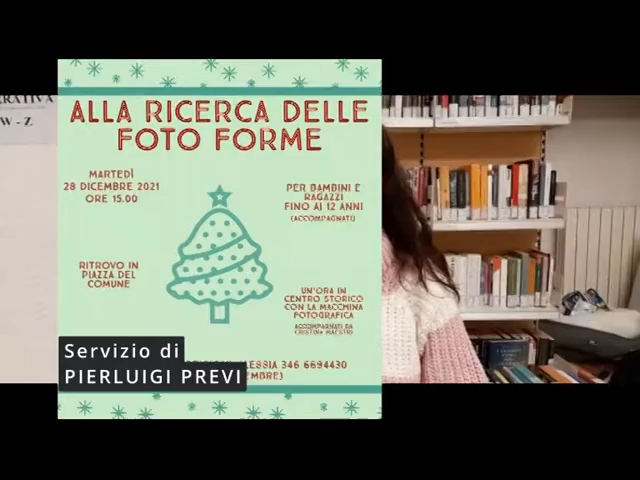 W - Z
ALLA RICERCA DELLE
FOTO FORME
MARTEDÌ
28 DICEMBRE 2021
ORE 15.00
PER BAMBINI E
RAGAZZI
FINO AI 12 ANNI
(ACCOMPAGNATI)
RITROVO IN
PIAZZA DEL
COMUNE
UN'ORA IN
CENTRO STORICO
CON LA MACCHINA
FOTOGRAFICA
ACCOMPAGNATI DA
346 6694430
Servizio di
PIERLUIGI PREVI